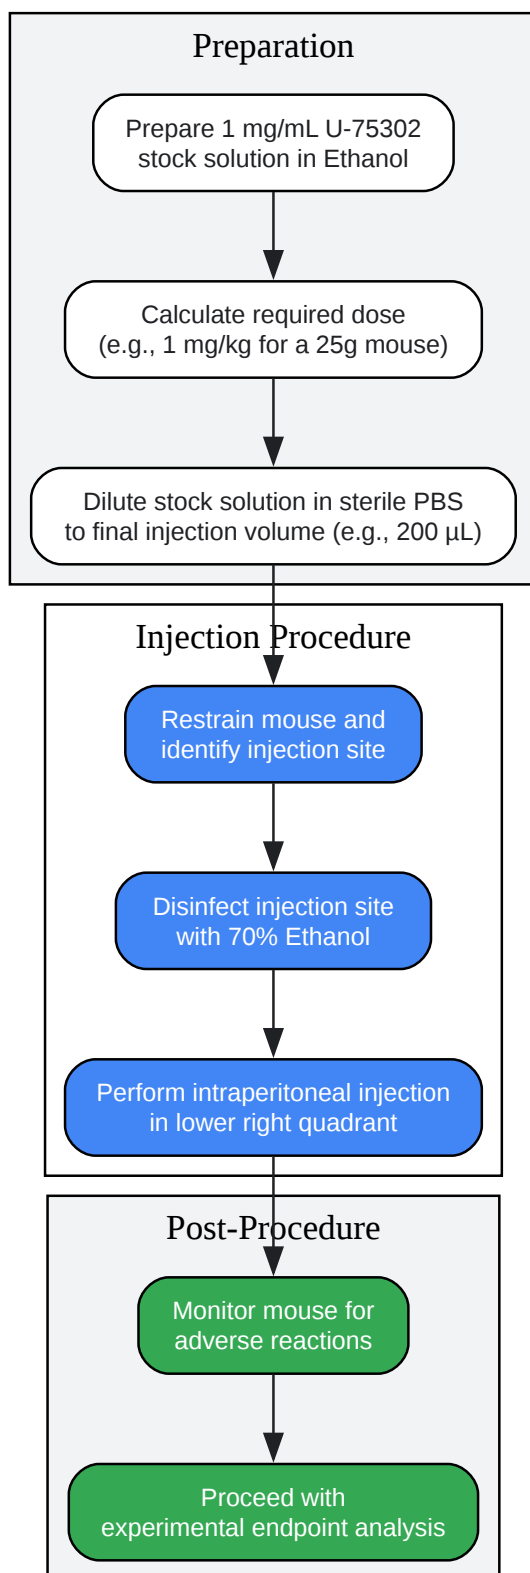 Preparation
Prepare 1 mg/mL U-75302
stock solution in Ethanol
Calculate required dose
(e.g., 1 mg/kg for a 25g mouse)
Dilute stock solution in sterile PBS
to final injection volume (e.g., 200 µL)
Injection Procedure
Restrain mouse and
identify injection site
Disinfect injection site
with 70% Ethanol
Perform intraperitoneal injection
in lower right quadrant
Post-Procedure
Monitor mouse for
adverse reactions
Proceed with
experimental endpoint analysis